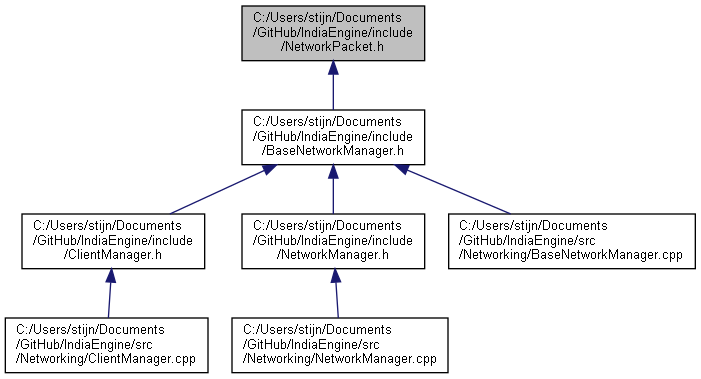 C:/Users/stijn/Documents
/GitHub/IndiaEngine/include
/NetworkPacket.h
C:/Users/stijn/Documents
/GitHub/IndiaEngine/include
/BaseNetworkManager.h
C:/Users/stijn/Documents
/GitHub/IndiaEngine/include
/ClientManager.h
C:/Users/stijn/Documents
/GitHub/IndiaEngine/include
/NetworkManager.h
C:/Users/stijn/Documents
/GitHub/IndiaEngine/src
/Networking/BaseNetworkManager.cpp
C:/Users/stijn/Documents
/GitHub/IndiaEngine/src
/Networking/ClientManager.cpp
C:/Users/stijn/Documents
/GitHub/IndiaEngine/src
/Networking/NetworkManager.cpp